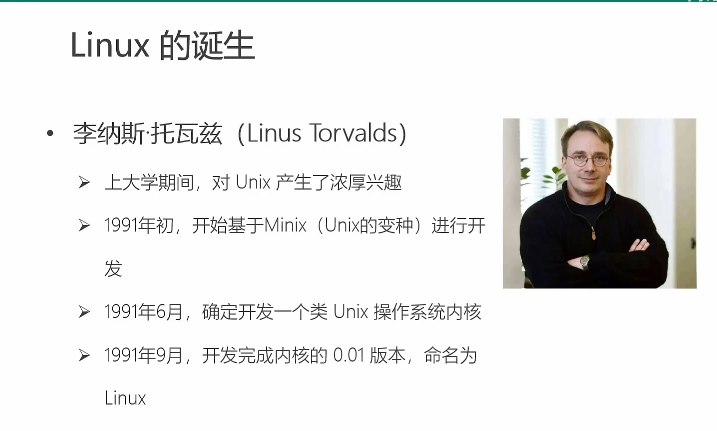 Linux 的诞生
• 李纳斯·托瓦兹（Linus Torvalds）
➢ 上大学期间，对 Unix 产生了浓厚兴趣
➢ 1991年初，开始基于Minix（Unix的变种）进行开
发
➢ 1991年6月，确定开发一个类 Unix 操作系统内核
➢ 1991年9月，开发完成内核的 0.01 版本，命名为
Linux